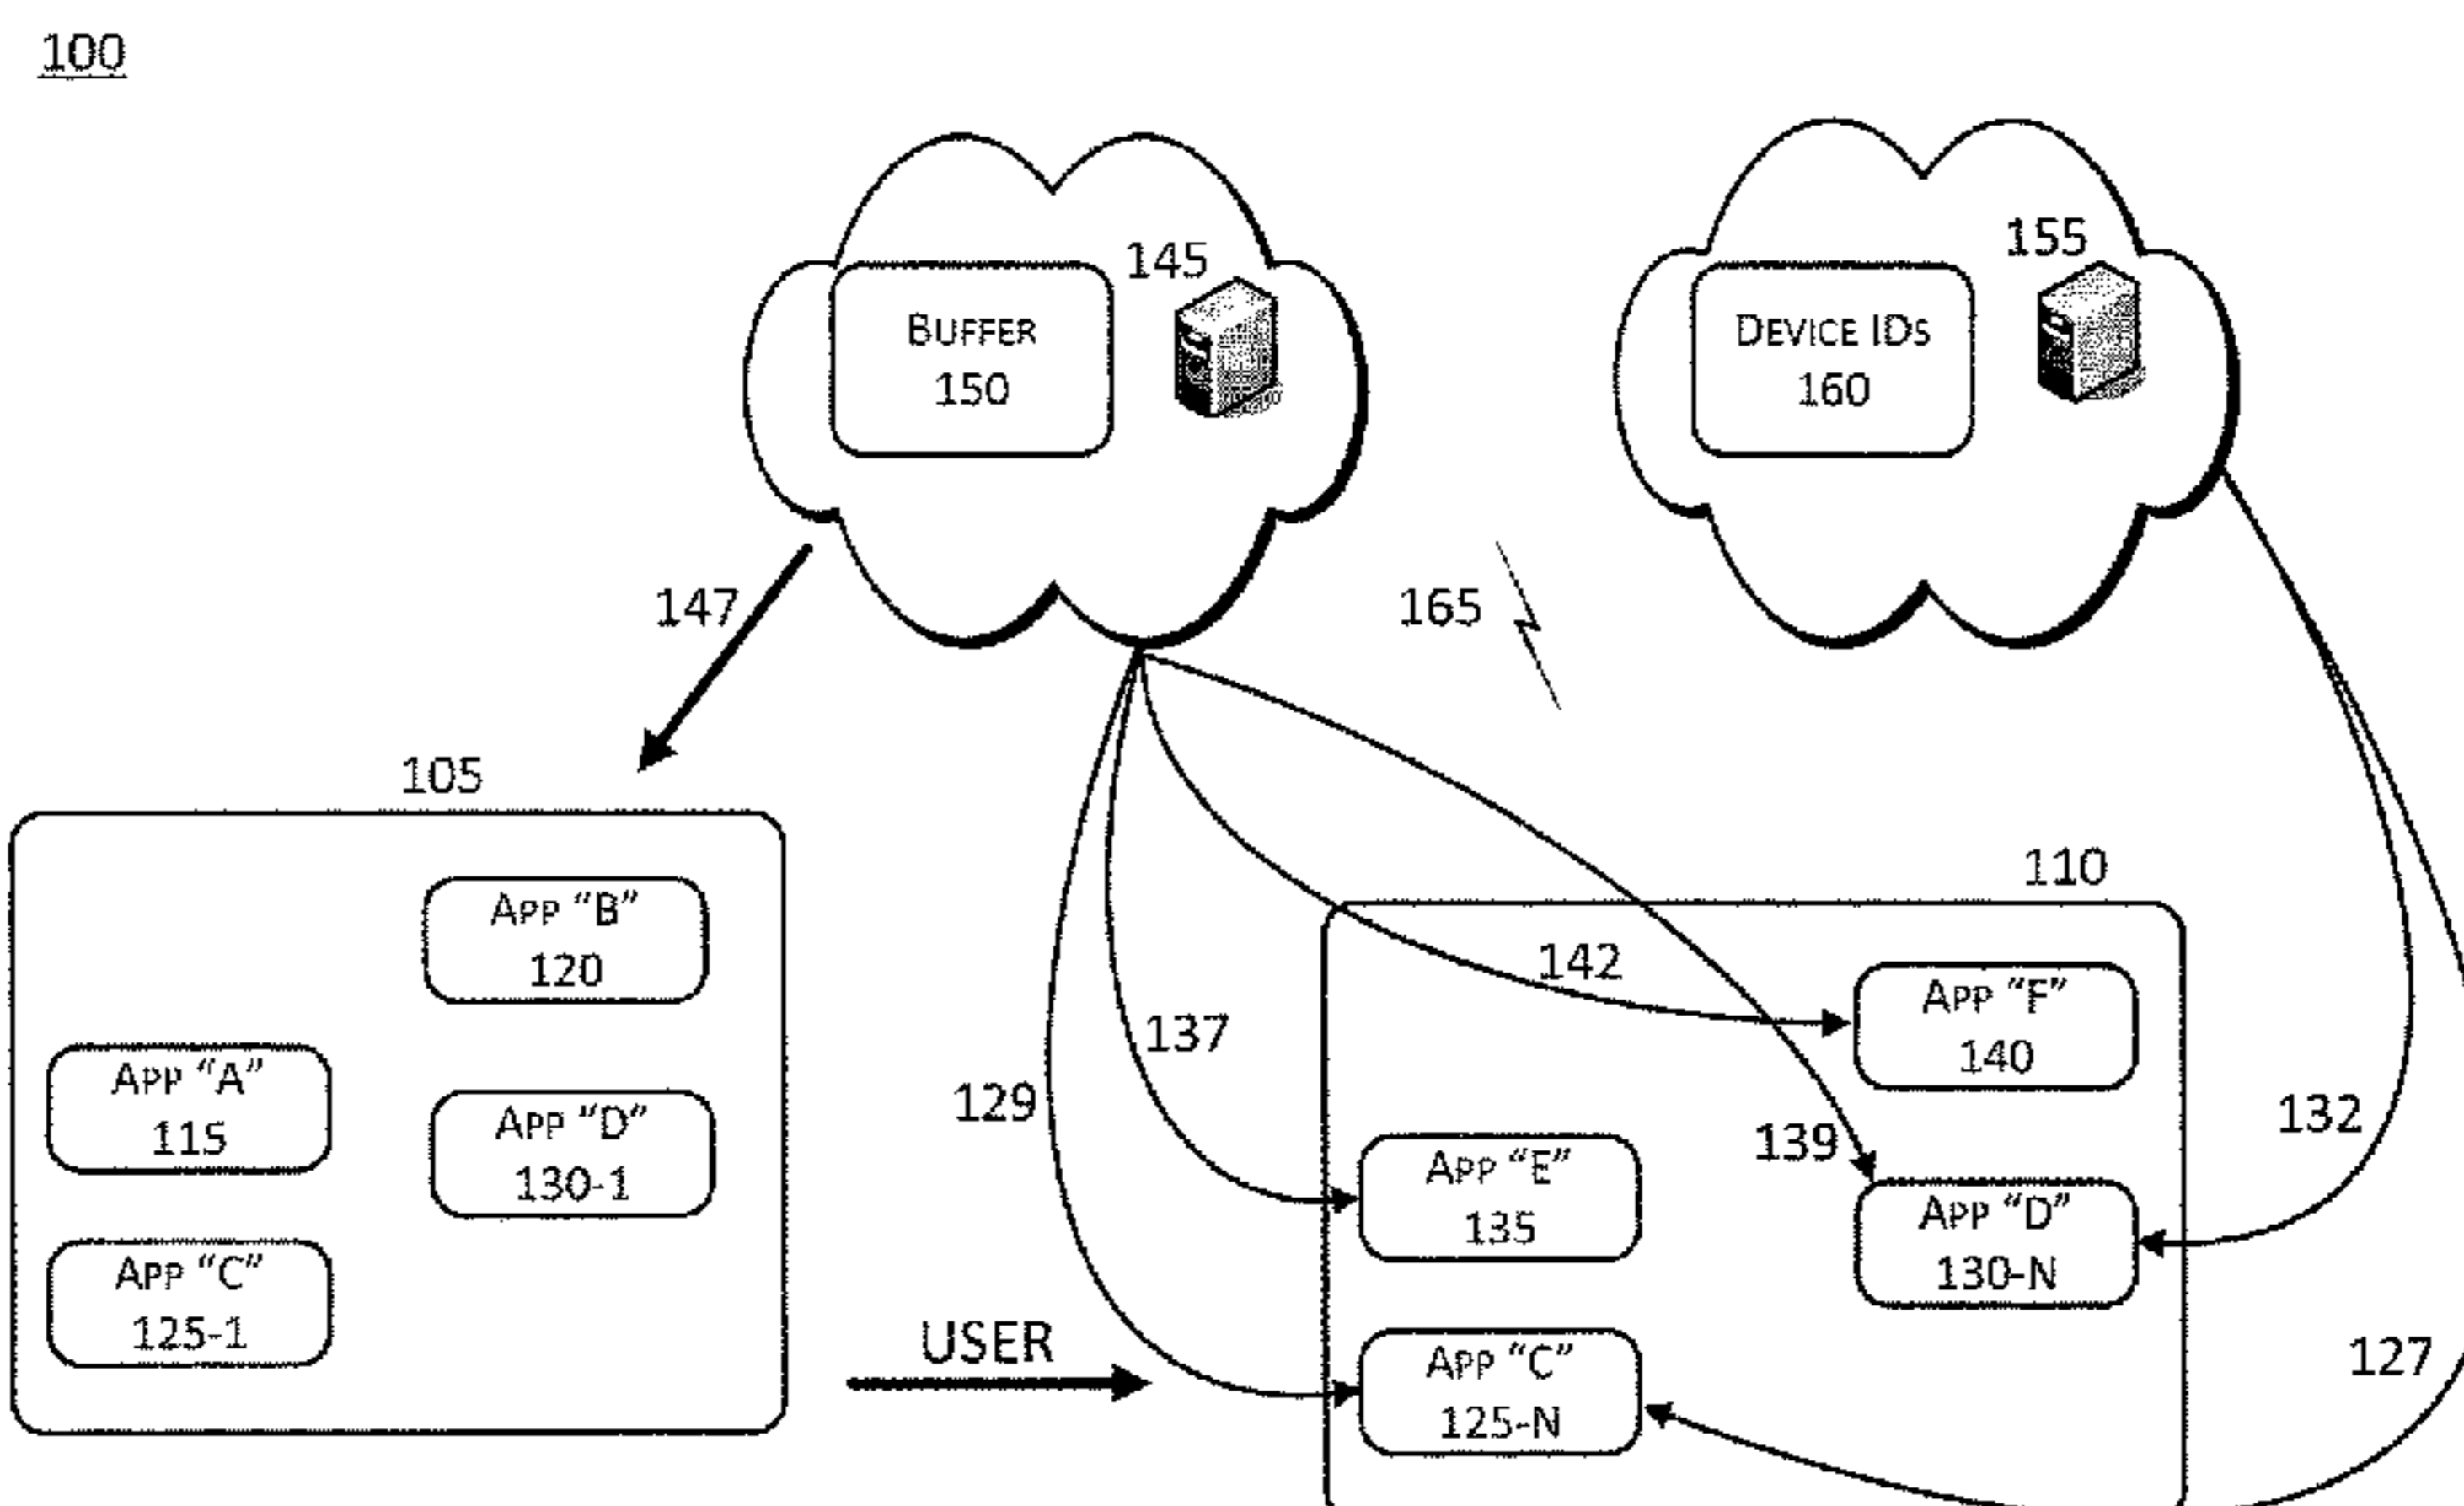 100
145
155
BUFFER
150
DEVICE IDS
160
147
165
105
110
APP "B"
120
142
APP "F"
140
137
APP "A"
115
129
APP "D"
130-1
132
139
APP "E"
135
APP "D"
130-N
APP "C"
125-1
USER
APP "C"
125-N
127